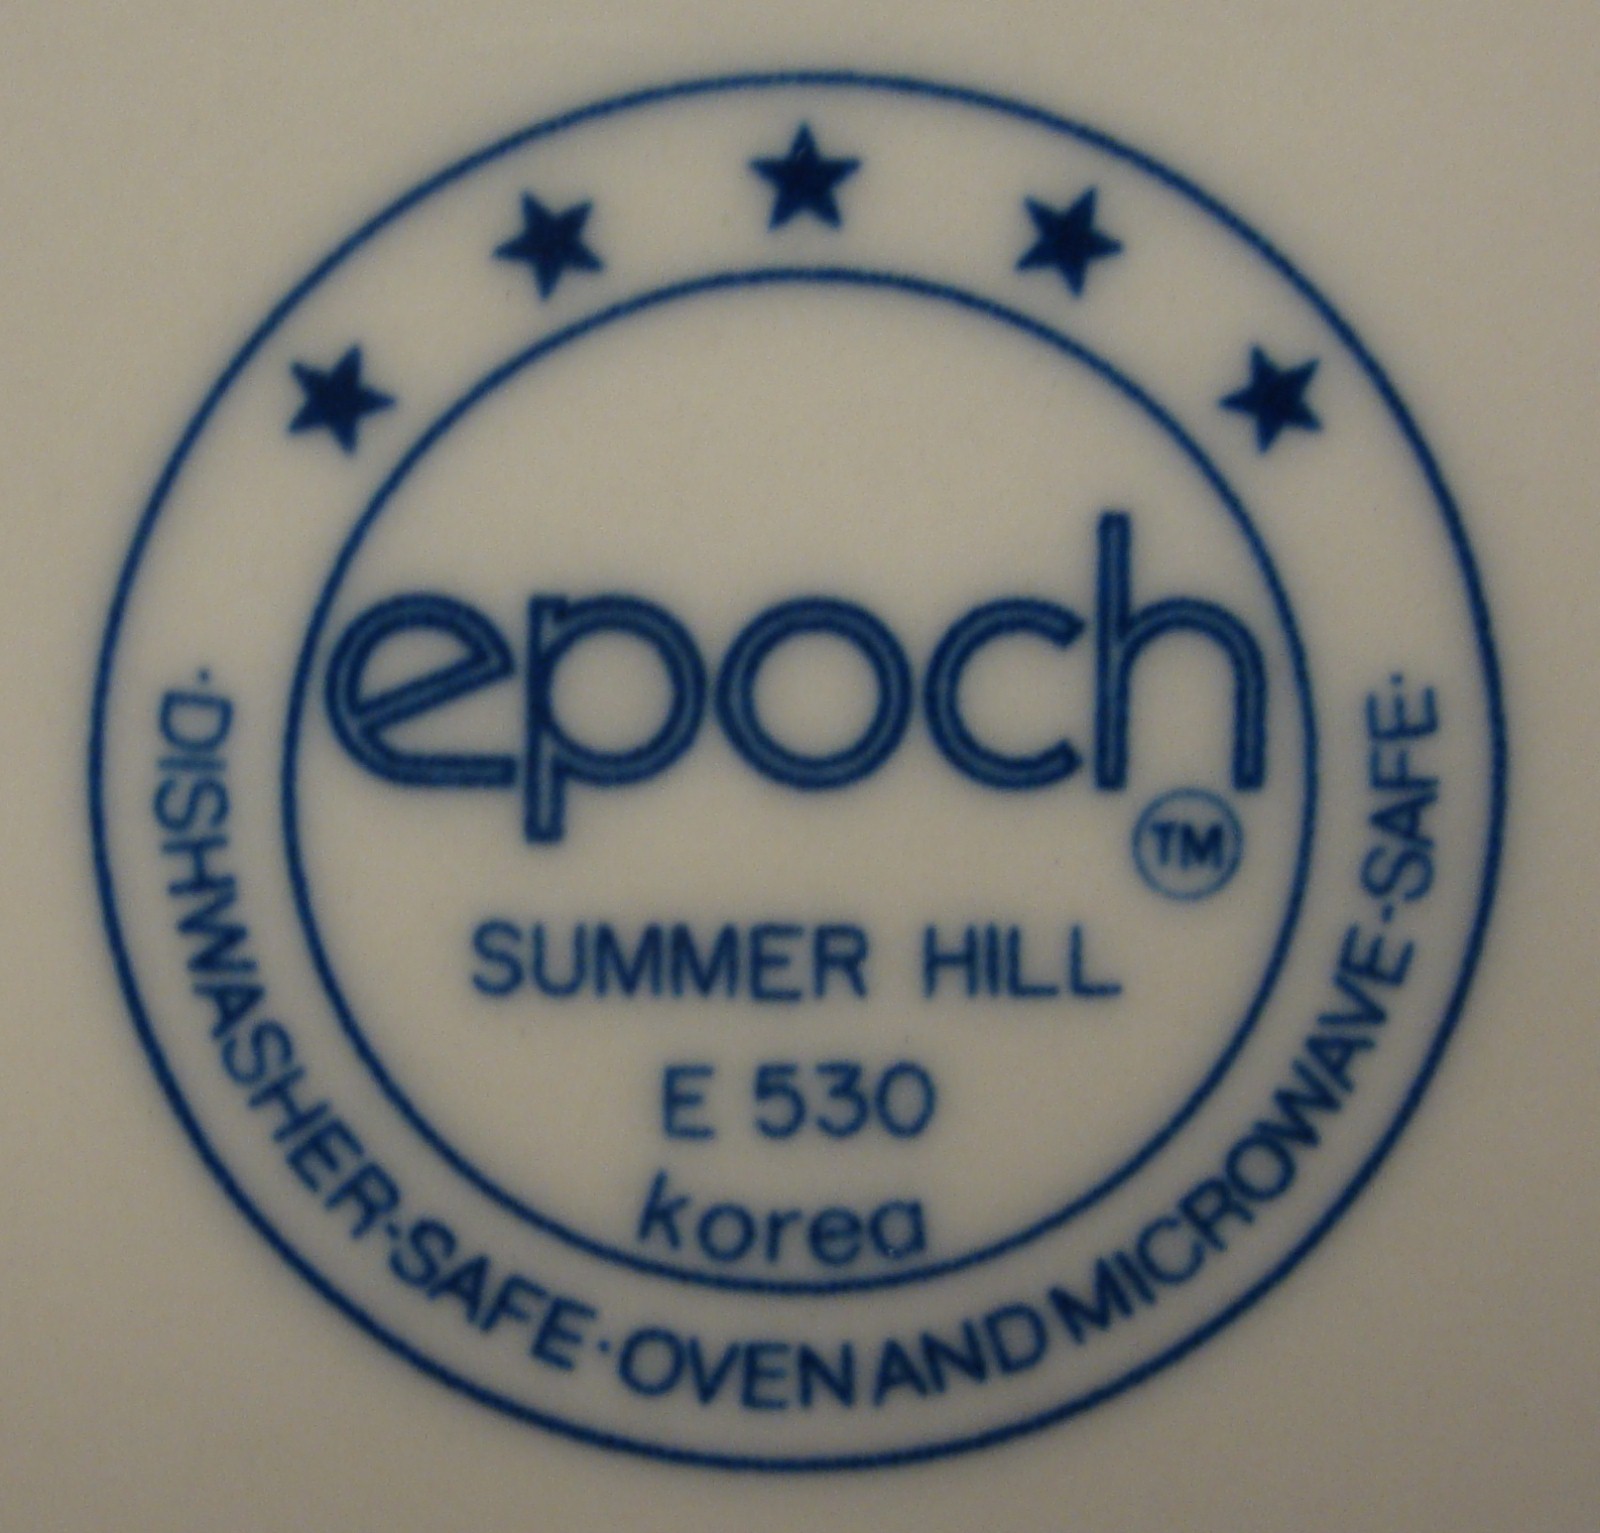 epoch
TM
SUMMER HILL
E 530
korea
·DISHWASHER-SAFE·OVEN AND MICROWAVE-SAFE·